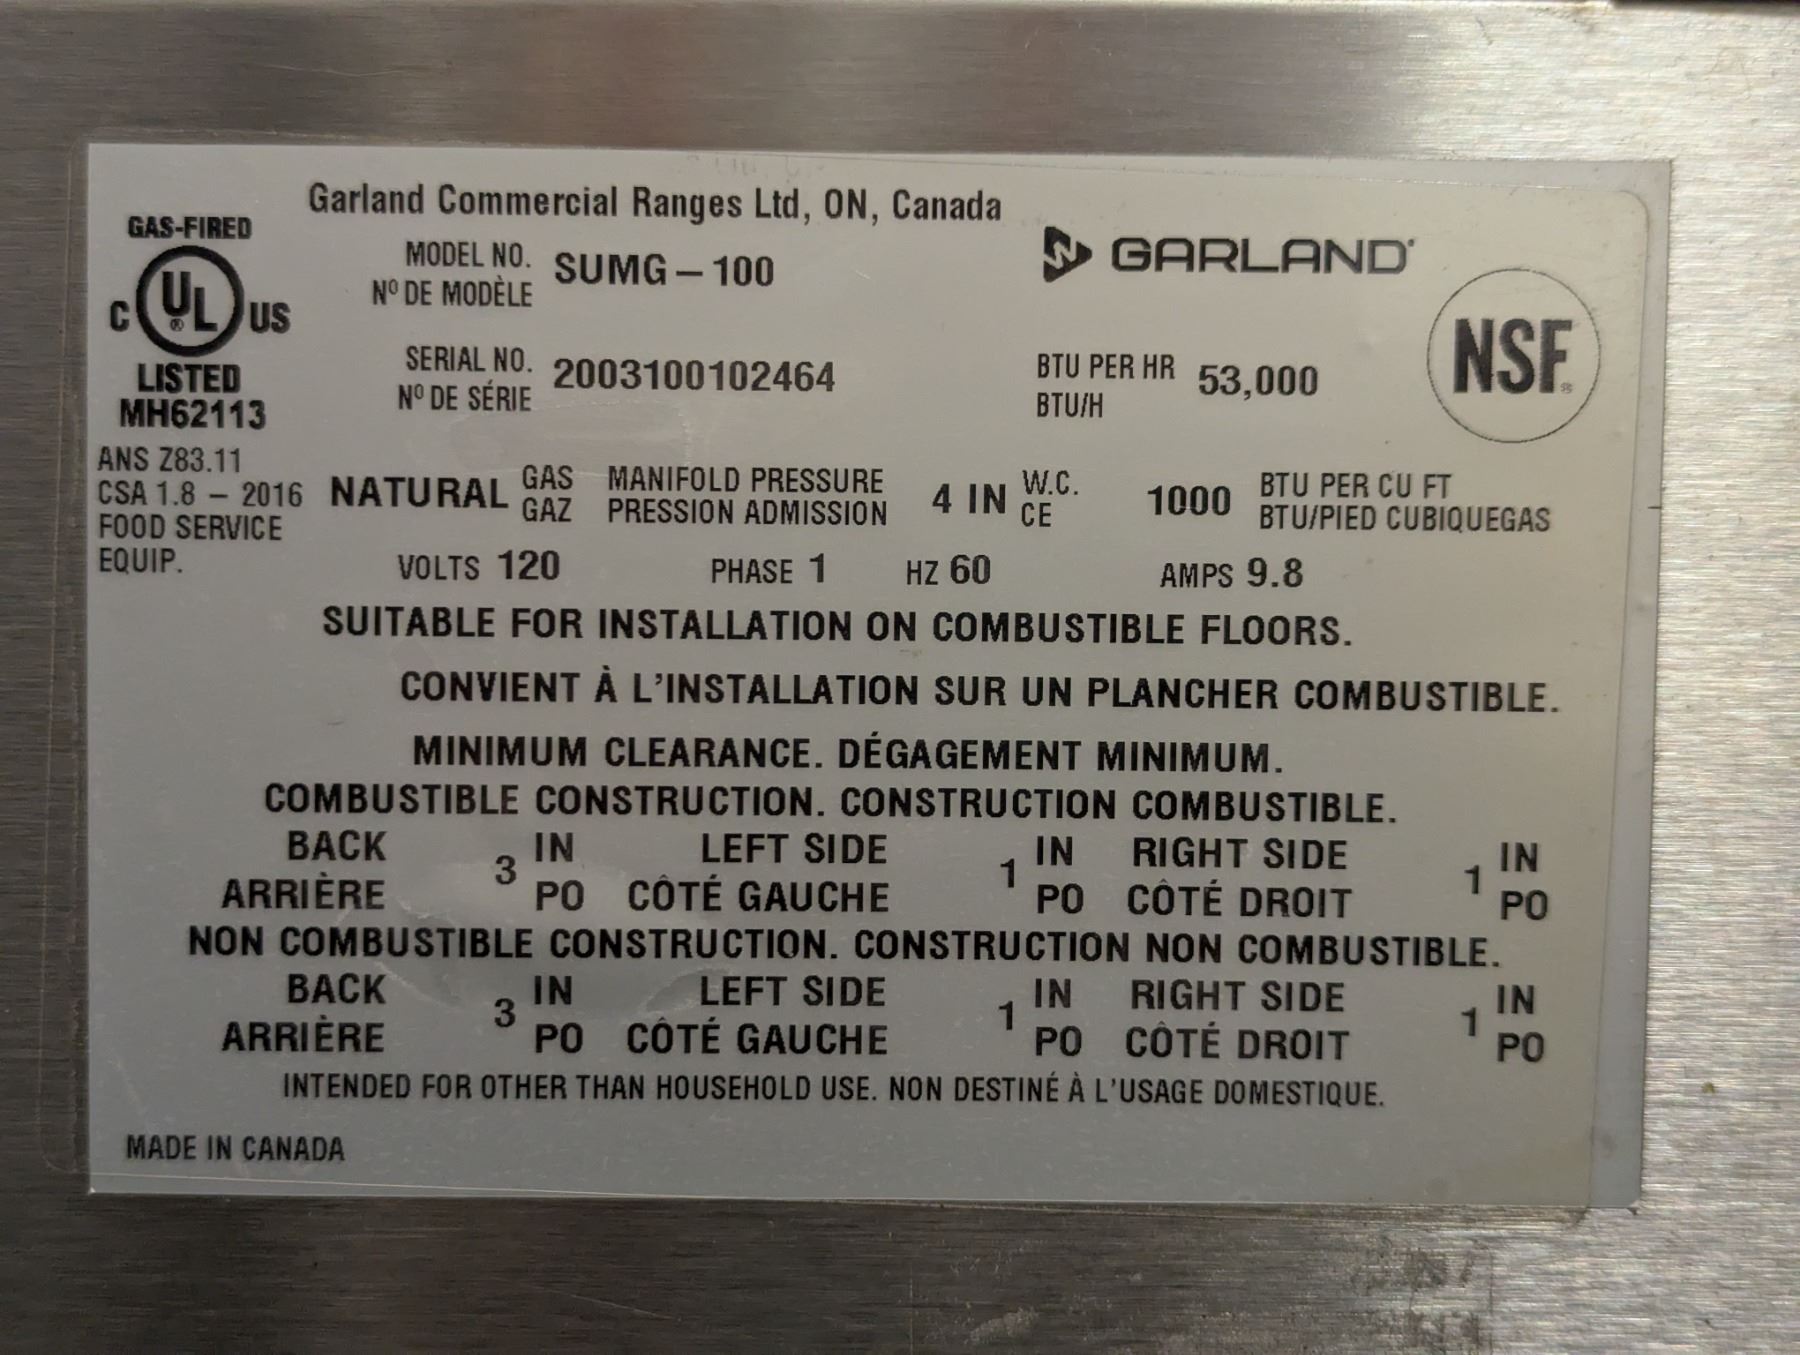 Garland Commercial Ranges Ltd, ON, Canada
GAS-FIRED
C UL® US
LISTED
MH62113
MODEL NO. SUMG – 100
Nº DE MODÈLE
GARLAND
NSF®
SERIAL NO. 2003100102464
Nº DE SÉRIE
BTU PER HR 53,000
BTU/H
ANS Z83.11
CSA 1.8 – 2016
FOOD SERVICE
EQUIP.
NATURAL GAS MANIFOLD PRESSURE 4 IN W.C. 1000 BTU PER CU FT
GAZ PRESSION ADMISSION CE BTU/PIED CUBIQUEGAS
VOLTS 120 PHASE 1 HZ 60 AMPS 9.8
SUITABLE FOR INSTALLATION ON COMBUSTIBLE FLOORS.
CONVIENT À L'INSTALLATION SUR UN PLANCHER COMBUSTIBLE.
MINIMUM CLEARANCE. DÉGAGEMENT MINIMUM.
COMBUSTIBLE CONSTRUCTION. CONSTRUCTION COMBUSTIBLE.
BACK 3 IN LEFT SIDE 1 IN RIGHT SIDE 1 IN
ARRIÈRE PO CÔTÉ GAUCHE PO CÔTÉ DROIT PO
NON COMBUSTIBLE CONSTRUCTION. CONSTRUCTION NON COMBUSTIBLE.
BACK 3 IN LEFT SIDE 1 IN RIGHT SIDE 1 IN
ARRIÈRE PO CÔTÉ GAUCHE PO CÔTÉ DROIT PO
INTENDED FOR OTHER THAN HOUSEHOLD USE. NON DESTINÉ À L'USAGE DOMESTIQUE.
MADE IN CANADA